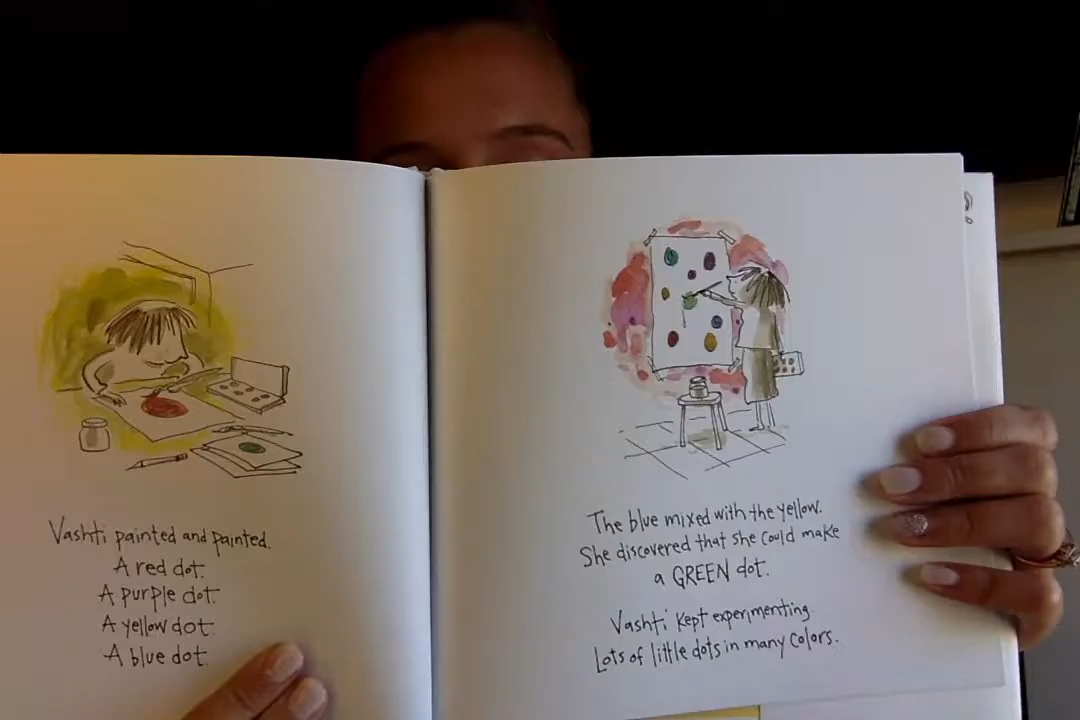 Vashti painted and painted.
A red dot.
A purple dot.
A yellow dot.
A blue dot.
The blue mixed with the yellow.
She discovered that she could make
a GREEN dot.
Vashti kept experimenting.
Lots of little dots in many colors.